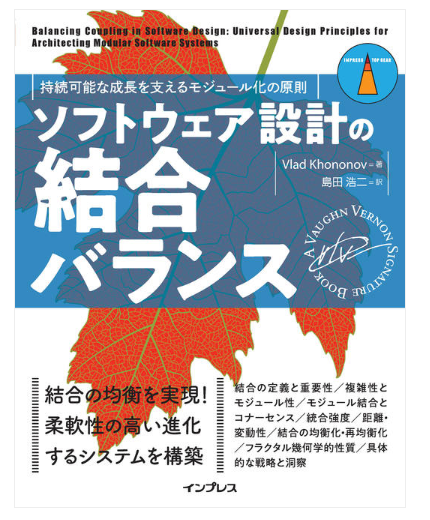 Balancing Coupling in Software Design: Universal Design Principles for
Architecting Modular Software Systems
IMPRESS TOP GEAR
持続可能な成長を支えるモジュール化の原則
ソフトウェア設計の
結合
バランス
Vlad Khononov=著
島田 浩二=訳
A VAUGHN VERNON SIGNATURE BOOK
結合の均衡を実現!
柔軟性の高い進化
するシステムを構築
結合の定義と重要性/複雑性と
モジュール性/モジュール結合と
コナーセンス/統合強度/距離・
変動性/結合の均衡化・再均衡化
/フラクタル幾何学的性質/具体
的な戦略と洞察
インプレス